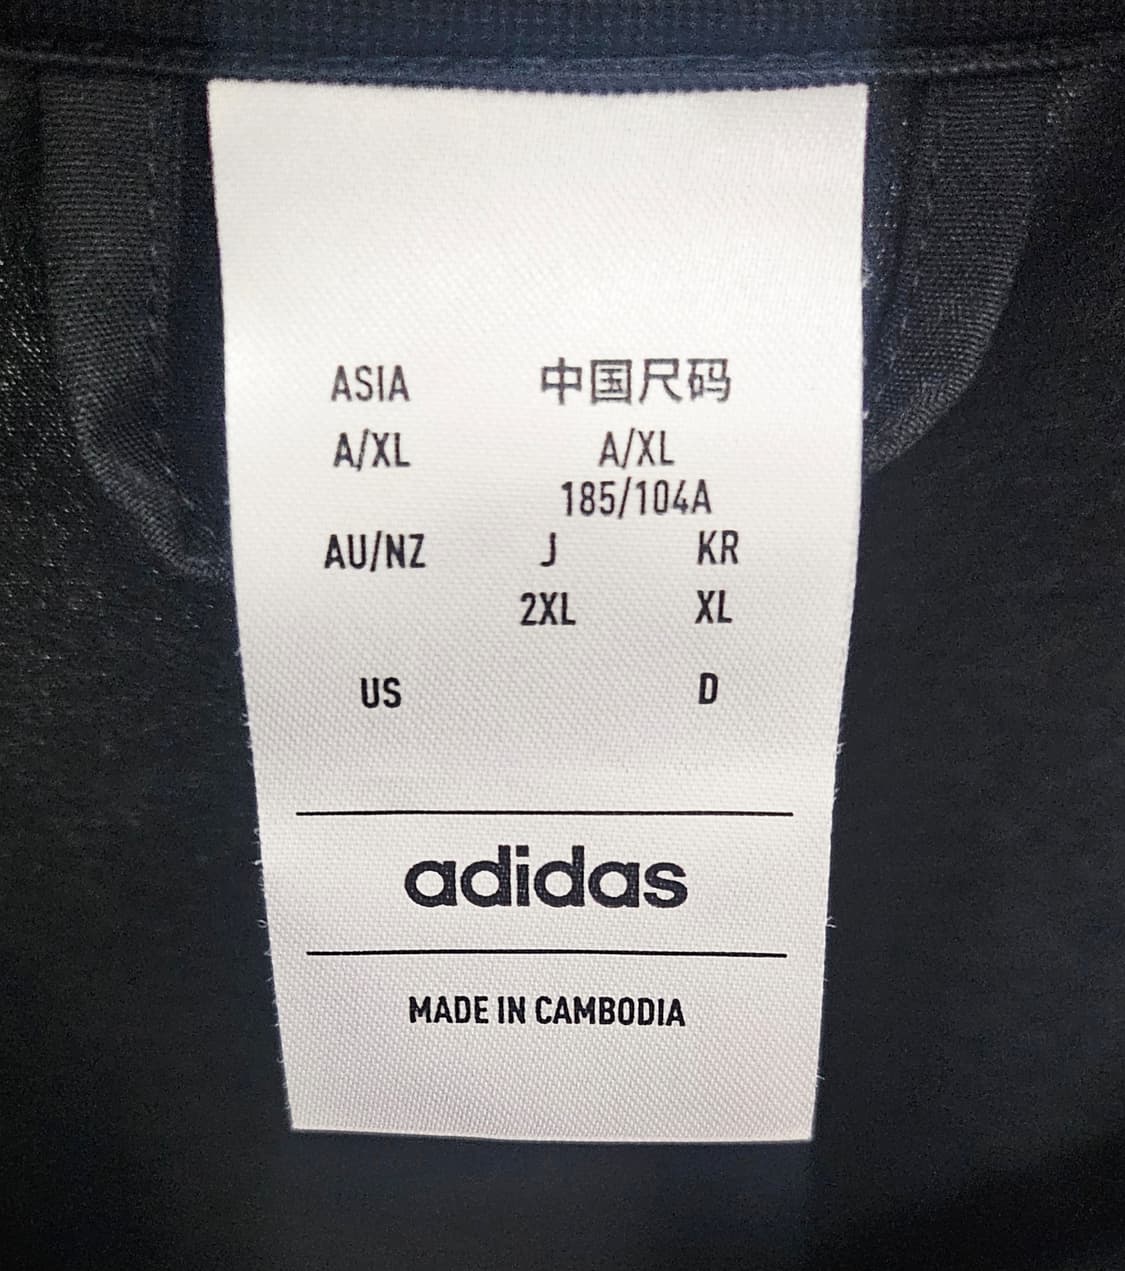 ASIA 中国尺码
A/XL A/XL
185/104A
AU/NZ J KR
2XL XL
US D
adidas
MADE IN CAMBODIA